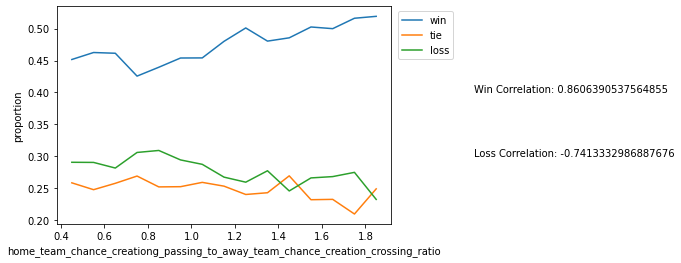 win
tie
loss
0.50
0.45
0.40
0.35
0.30
0.25
0.20
proportion
0.4
0.6
0.8
1.0
1.2
1.4
1.6
1.8
home_team_chance_creationg_passing_to_away_team_chance_creation_crossing_ratio
Win Correlation: 0.8606390537564855
Loss Correlation: -0.7413332986887676